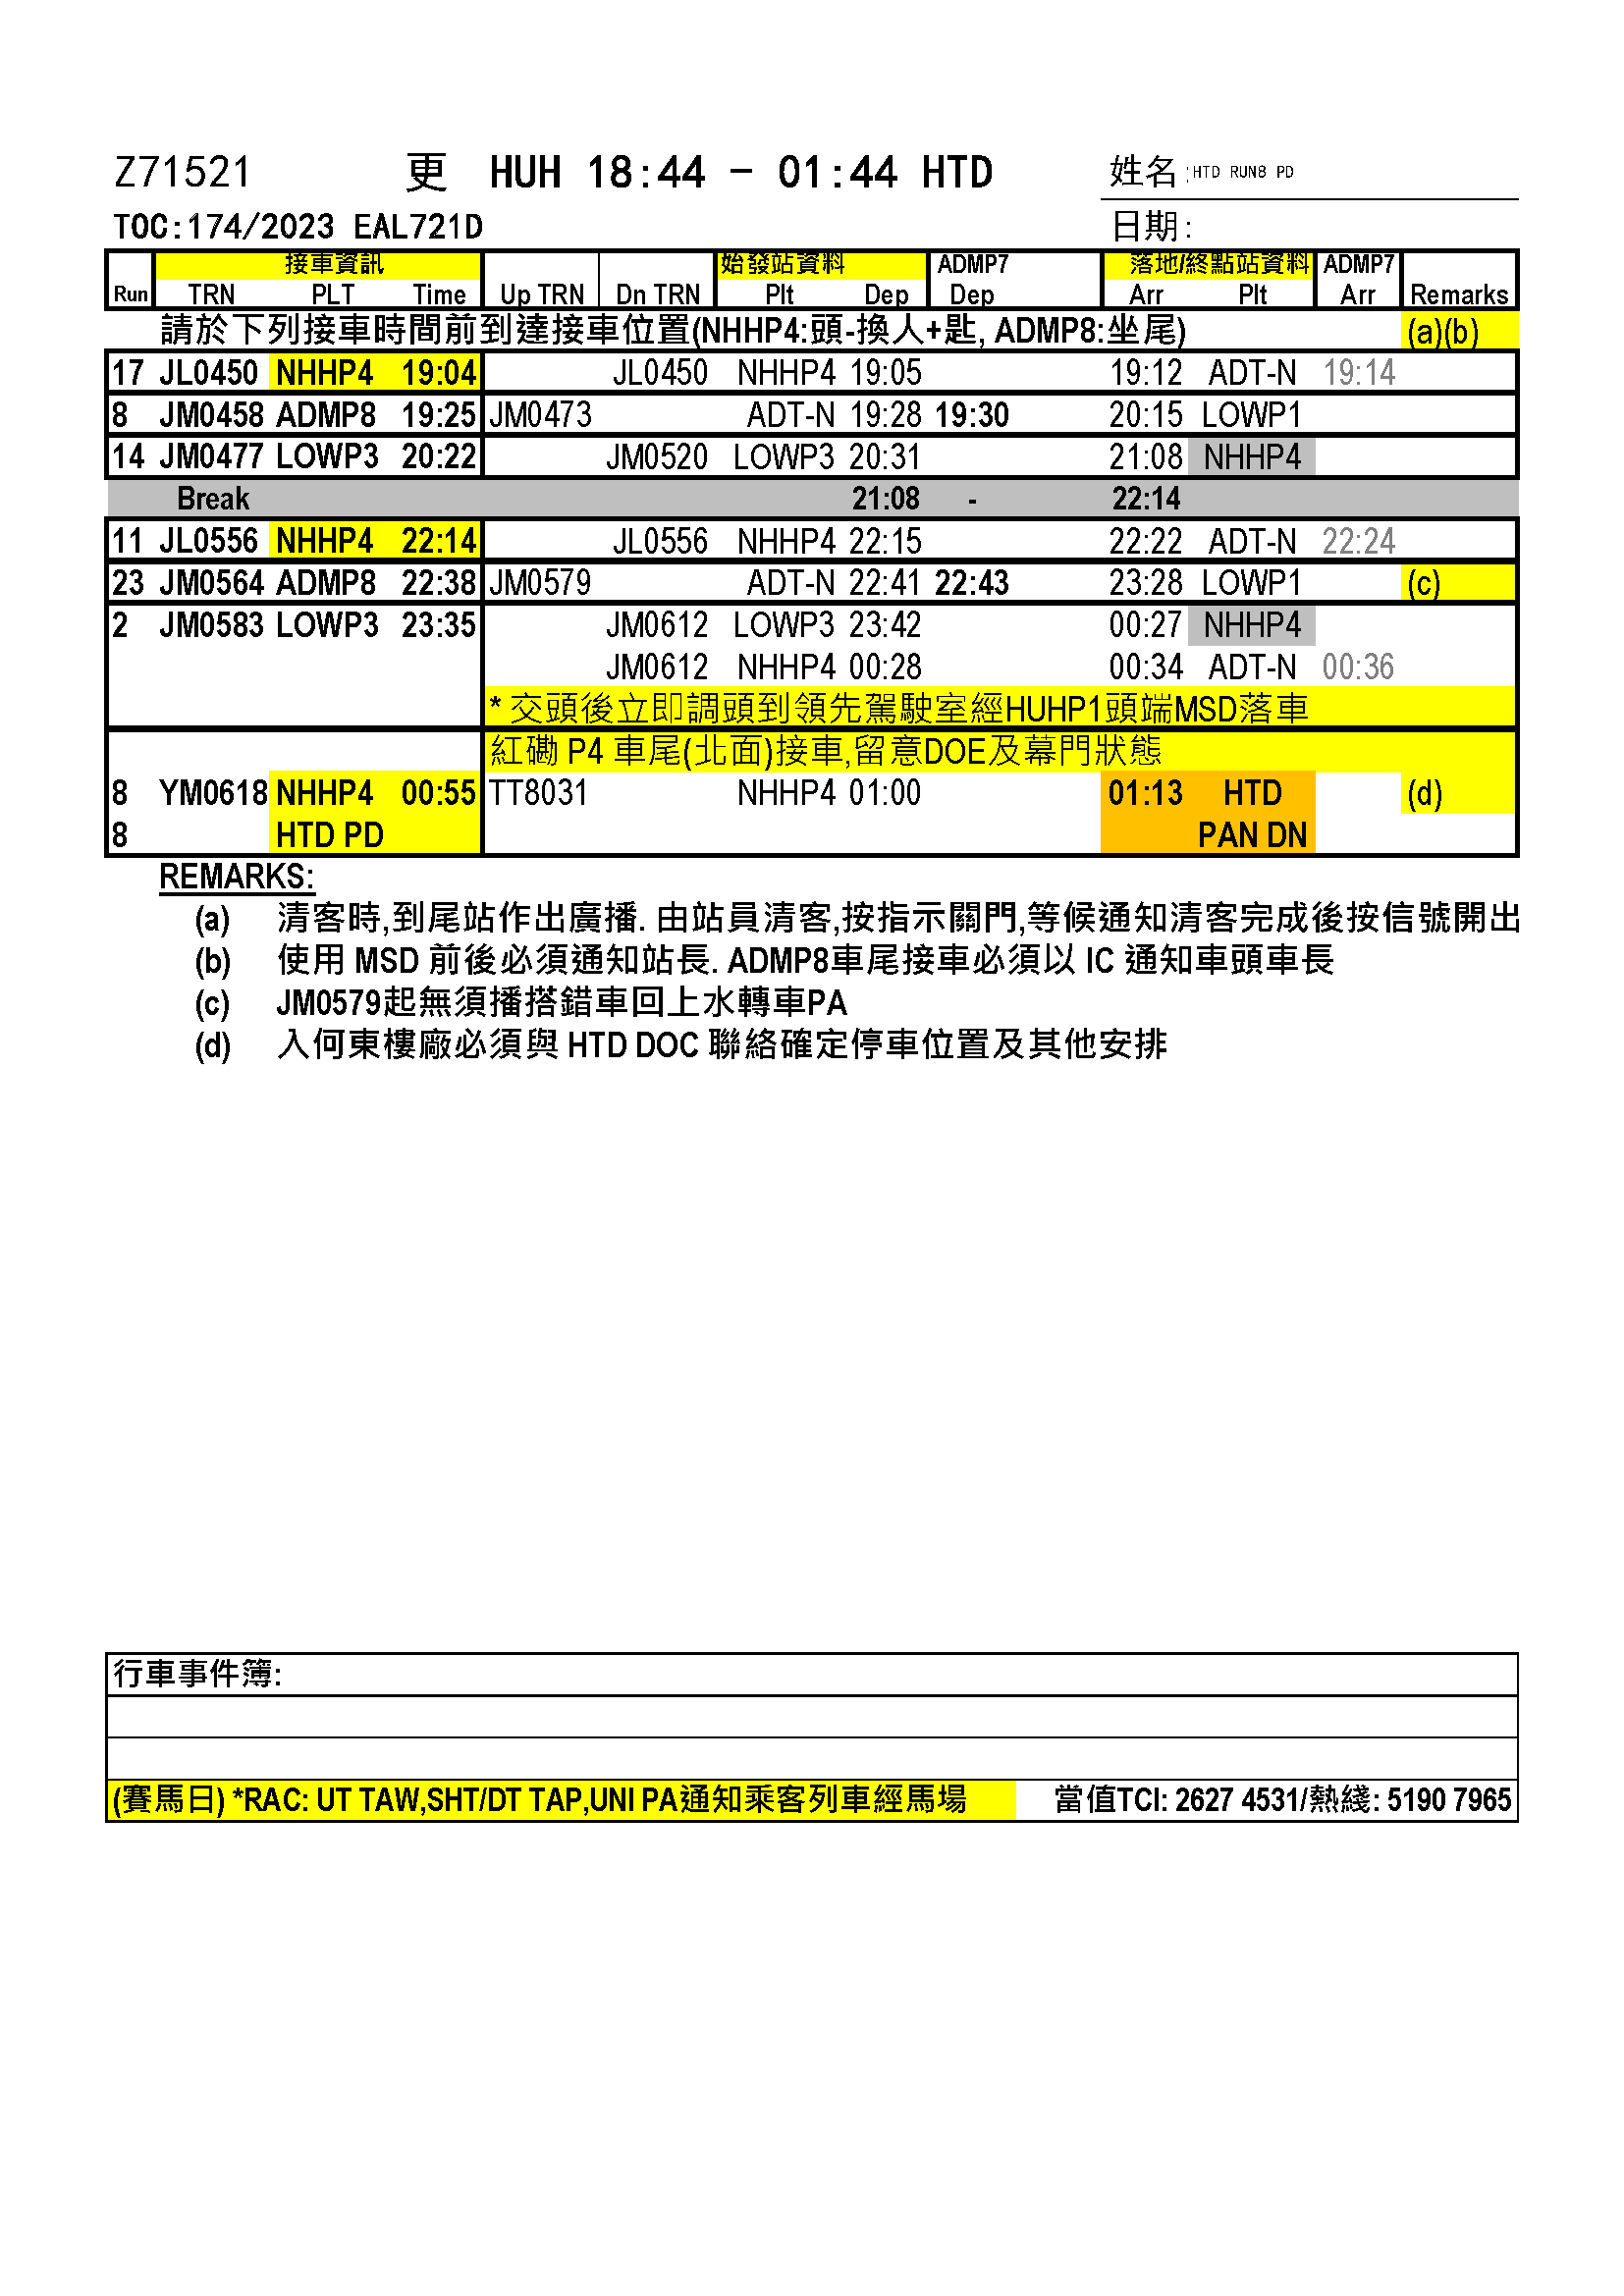 Z71521 更 HUH 18:44 - 01:44 HTD 姓名:HTD RUN8 PD
TOC:174/2023 EAL721D 日期:
接車資訊 始發站資料 ADMP7 落地/終點站資料 ADMP7
Run TRN PLT Time Up TRN Dn TRN Plt Dep Dep Arr Plt Arr Remarks
請於下列接車時間前到達接車位置(NHHP4:頭-換人+匙, ADMP8:坐尾) (a)(b)
17 JL0450 NHHP4 19:04 JL0450 NHHP4 19:05 19:12 ADT-N 19:14
8 JM0458 ADMP8 19:25 JM0473 ADT-N 19:28 19:30 20:15 LOWP1
14 JM0477 LOWP3 20:22 JM0520 LOWP3 20:31 21:08 NHHP4
Break 21:08 - 22:14
11 JL0556 NHHP4 22:14 JL0556 NHHP4 22:15 22:22 ADT-N 22:24
23 JM0564 ADMP8 22:38 JM0579 ADT-N 22:41 22:43 23:28 LOWP1 (c)
2 JM0583 LOWP3 23:35 JM0612 LOWP3 23:42 00:27 NHHP4
JM0612 NHHP4 00:28 00:34 ADT-N 00:36
* 交頭後立即調頭到領先駕駛室經HUHP1頭端MSD落車
紅磡 P4 車尾(北面)接車,留意DOE及幕門狀態
8 YM0618 NHHP4 00:55 TT8031 NHHP4 01:00 01:13 HTD (d)
8 HTD PD PAN DN
REMARKS:
(a) 清客時,到尾站作出廣播. 由站員清客,按指示關門,等候通知清客完成後按信號開出
(b) 使用 MSD 前後必須通知站長. ADMP8車尾接車必須以 IC 通知車頭車長
(c) JM0579起無須播搭錯車回上水轉車PA
(d) 入何東樓廠必須與 HTD DOC 聯絡確定停車位置及其他安排
行車事件簿:
(賽馬日) *RAC: UT TAW,SHT/DT TAP,UNI PA通知乘客列車經馬場 當值TCI: 2627 4531/熱綫: 5190 7965